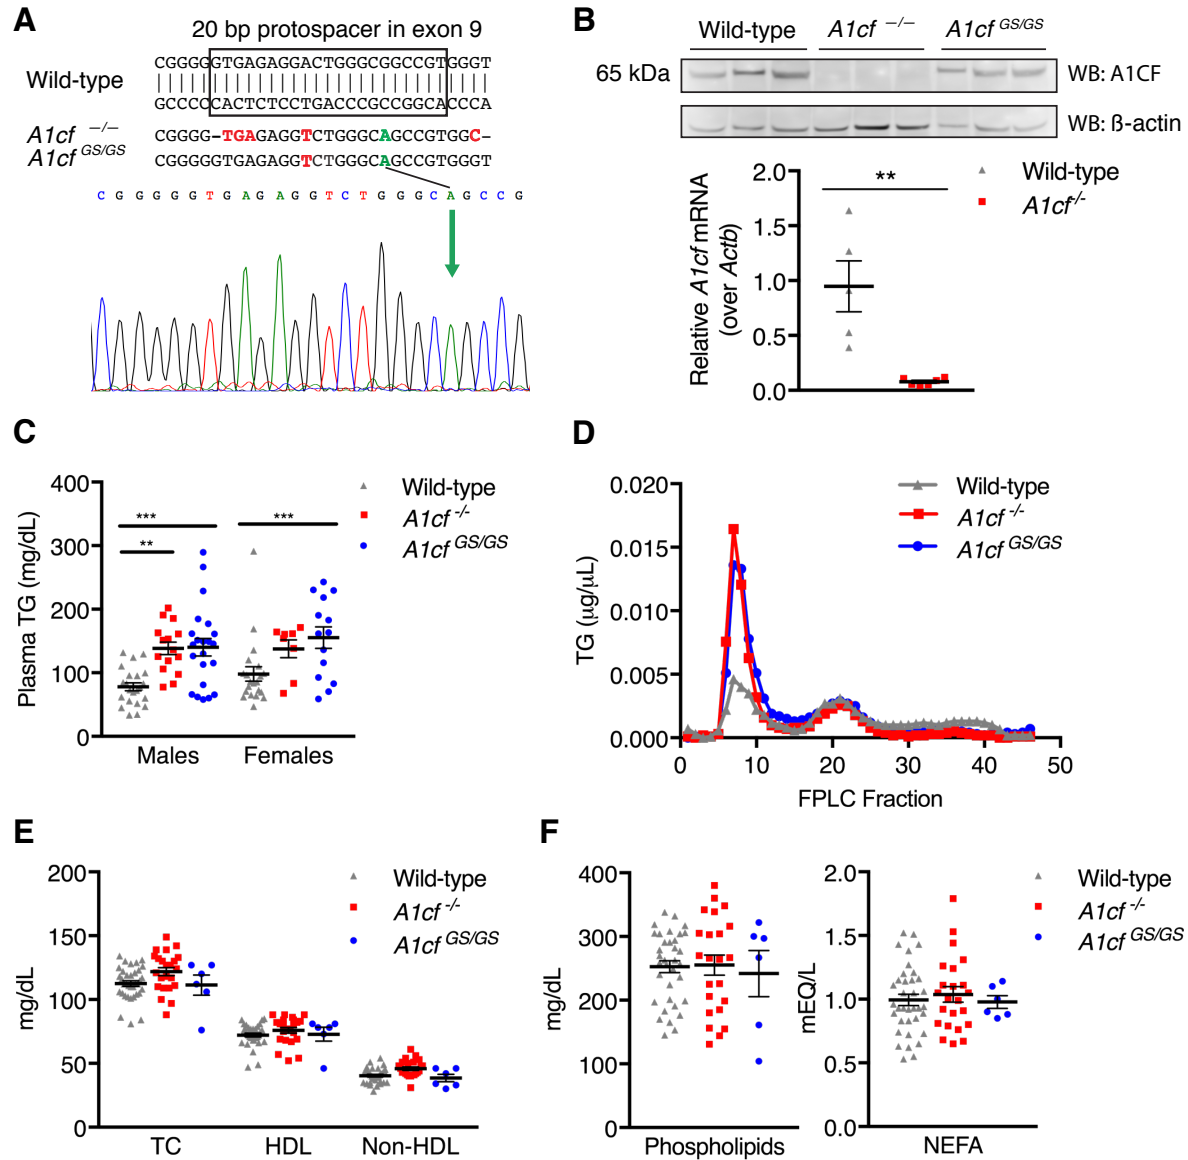 A
20 bp protospacer in exon 9
CGGGGGTGAGAGGACTGGGCGGCCGTGGGT
Wild-type
GCCCCCACTCTCCTGACCCGCCGGCACCCA
A1cf −/− CGGGG-TGAGAGGTCTGGGCAGCCGTGGC-
A1cf GS/GS CGGGGGTGAGAGGTCTGGGCAGCCGTGGGT
C G G G G G T G A G A G G T C T G G G C A G C C G
B
Wild-type A1cf −/− A1cf GS/GS
65 kDa WB: A1CF
WB: ß-actin
Relative A1cf mRNA
(over Actb)
2.0
1.5
1.0
0.5
0.0
**
Wild-type
A1cf-/-
C
Plasma TG (mg/dL)
400
300
200
100
0
***
**
***
Males Females
Wild-type
A1cf -/-
A1cf GS/GS
D
TG (µg/µL)
0.020
0.015
0.010
0.005
0.000
0 10 20 30 40 50
FPLC Fraction
Wild-type
A1cf -/-
A1cf GS/GS
E
mg/dL
200
150
100
50
0
TC HDL Non-HDL
Wild-type
A1cf -/-
A1cf GS/GS
F
mg/dL
400
300
200
100
0
Phospholipids
mEQ/L
2.0
1.5
1.0
0.5
0.0
NEFA
Wild-type
A1cf -/-
A1cf GS/GS